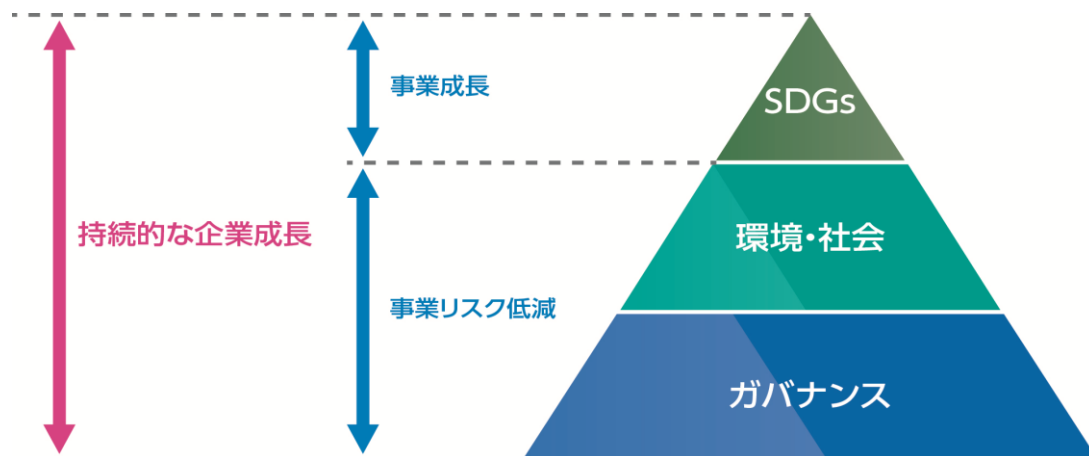 事業成長
SDGs
持続的な企業成長
環境・社会
事業リスク低減
ガバナンス